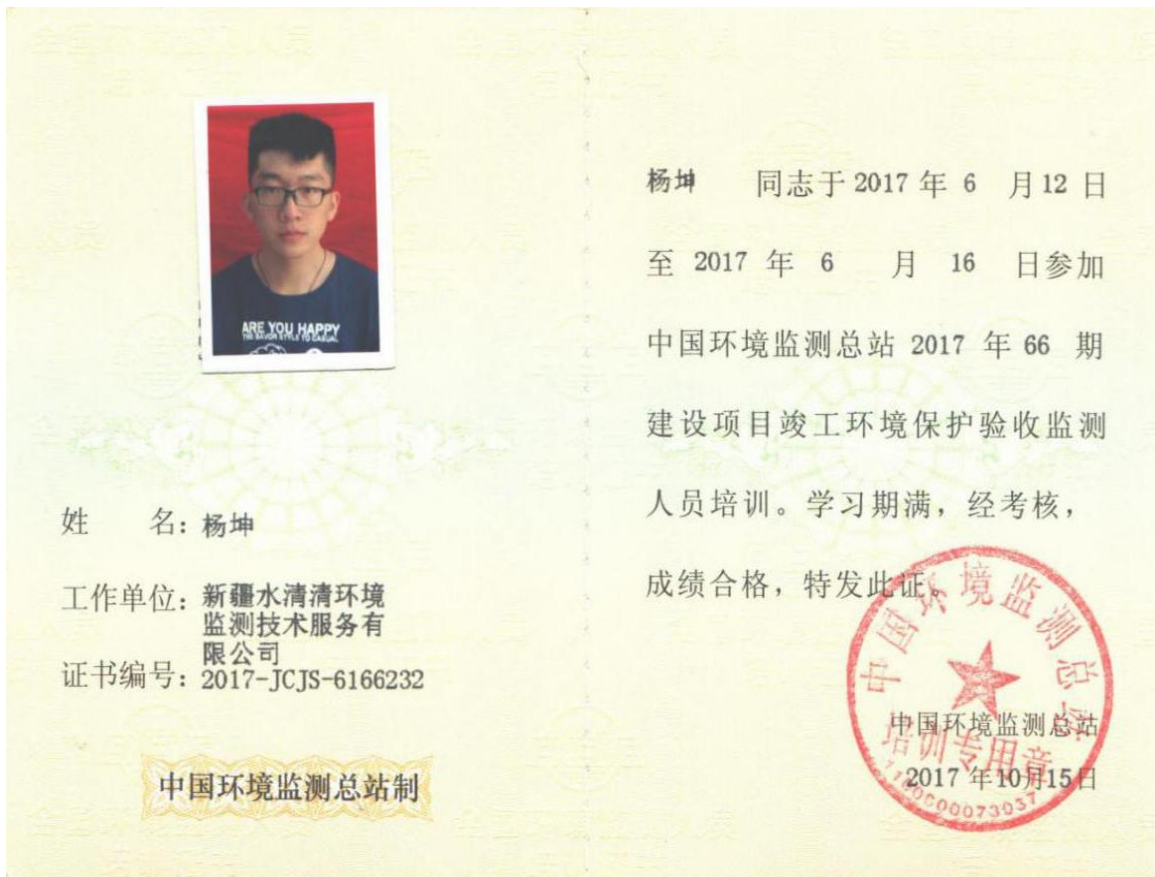 ARE YOU HAPPY
THE SAVOR STYLE TO CASUAL
姓 名: 杨坤
工作单位: 新疆水清清环境
监测技术服务有
限公司
证书编号: 2017-JCJS-6166232
中国环境监测总站制
杨坤 同志于 2017 年 6 月 12 日
至 2017 年 6 月 16 日参加
中国环境监测总站 2017 年 66 期
建设项目竣工环境保护验收监测
人员培训。学习期满，经考核，
成绩合格，特发此证。
中国环境监测总站
培训专用章
中国环境监测总站
2017 年10月15日